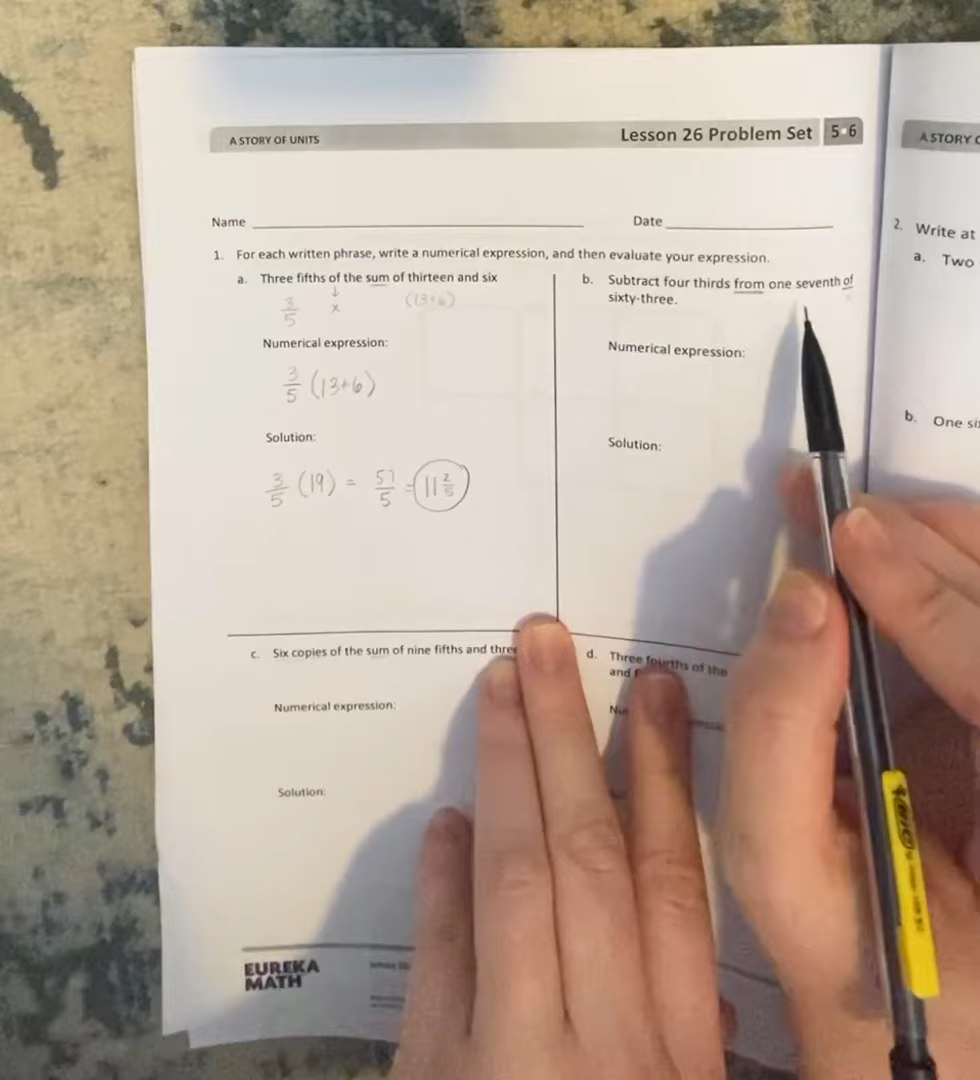 A STORY OF UNITS
Lesson 26 Problem Set 5•6
A STORY
Name
Date
1. For each written phrase, write a numerical expression, and then evaluate your expression.
a. Three fifths of the sum of thirteen and six
3/5 ↓ x (13+6)
Numerical expression:
3/5 (13+6)
Solution:
3/5 (19) = 57/5 = 11 2/5
b. Subtract four thirds from one seventh of
sixty-three.
Numerical expression:
Solution:
c. Six copies of the sum of nine fifths and
Numerical expression:
Solution:
d. Three fourths of the
and
EUREKA
MATH
2. Write at
a. Two
b. One
BIC